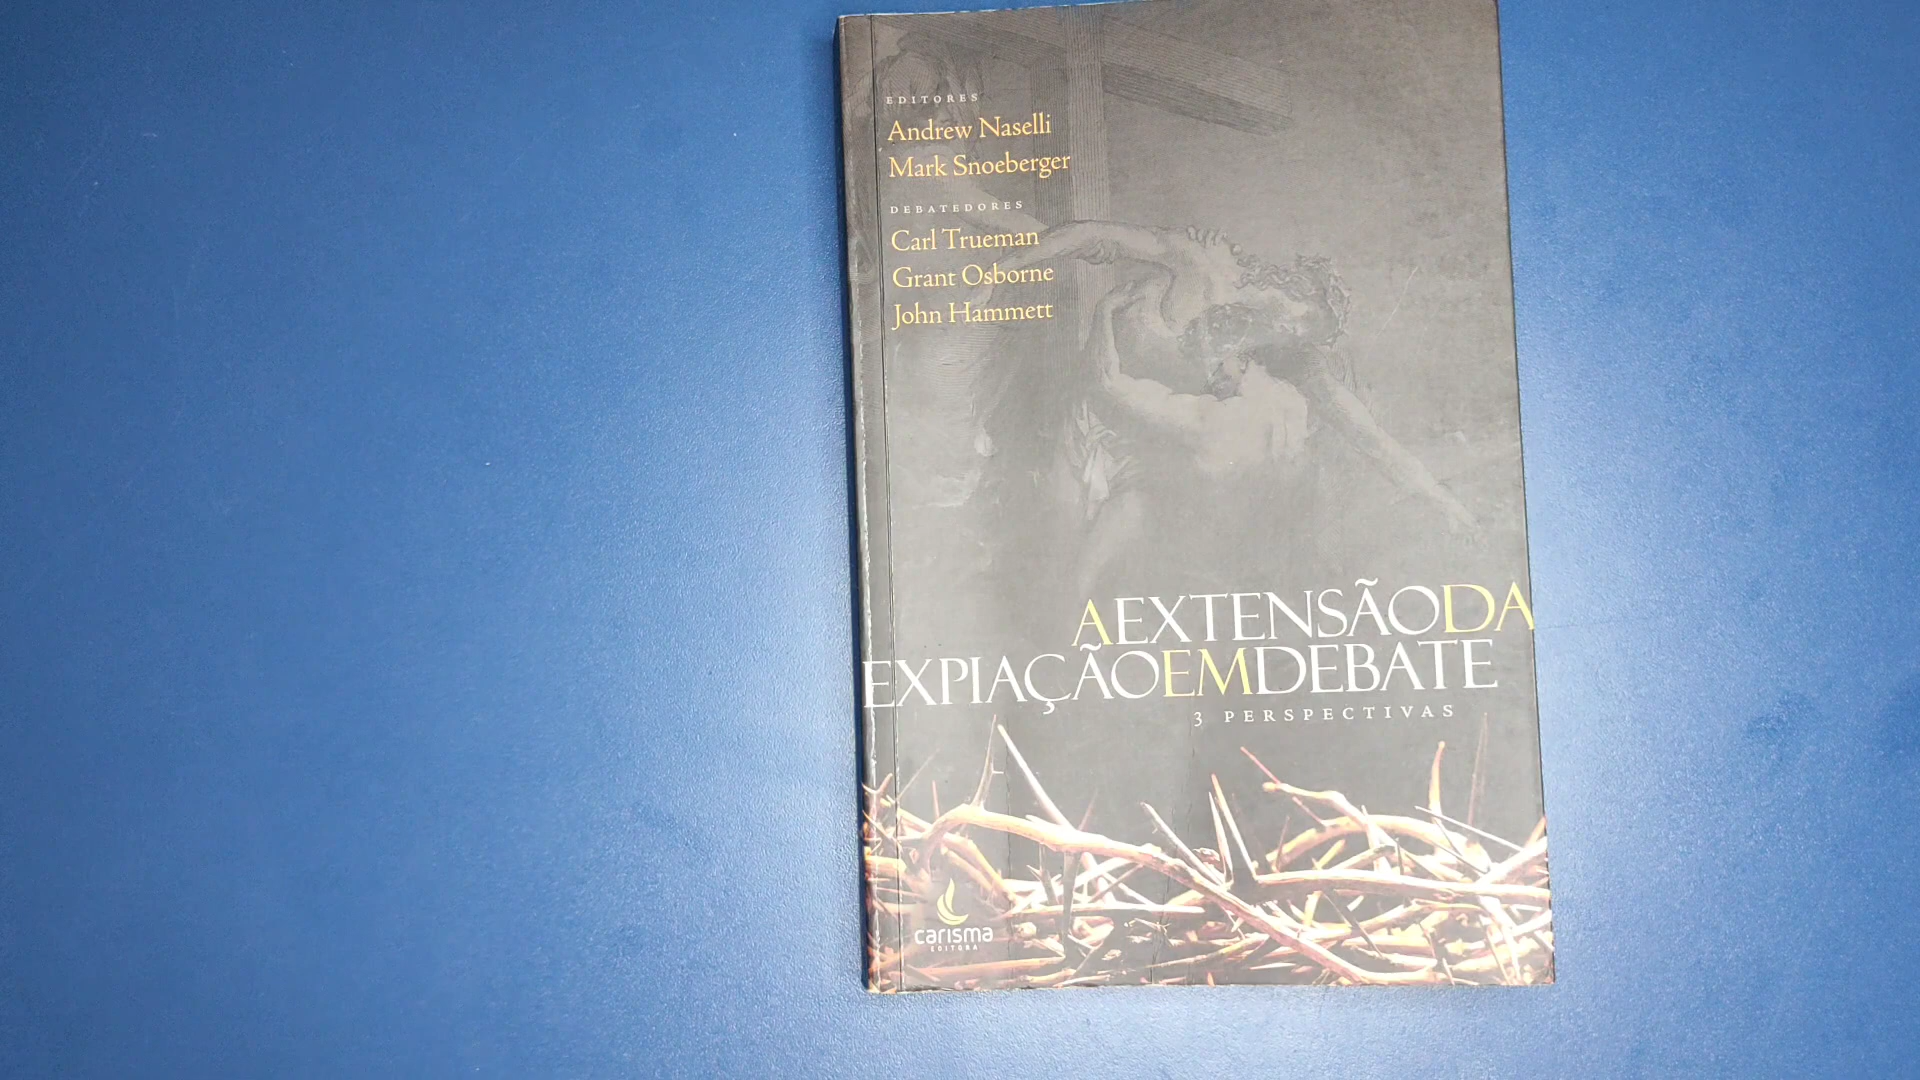 EDITORES
Andrew Naselli
Mark Snoeberger
DEBATEDORES
Carl Trueman
Grant Osborne
John Hammett
AEXTENSÃODA
EXPIAÇÃOEMDEBATE
3 PERSPECTIVAS
carisma
EDITORA